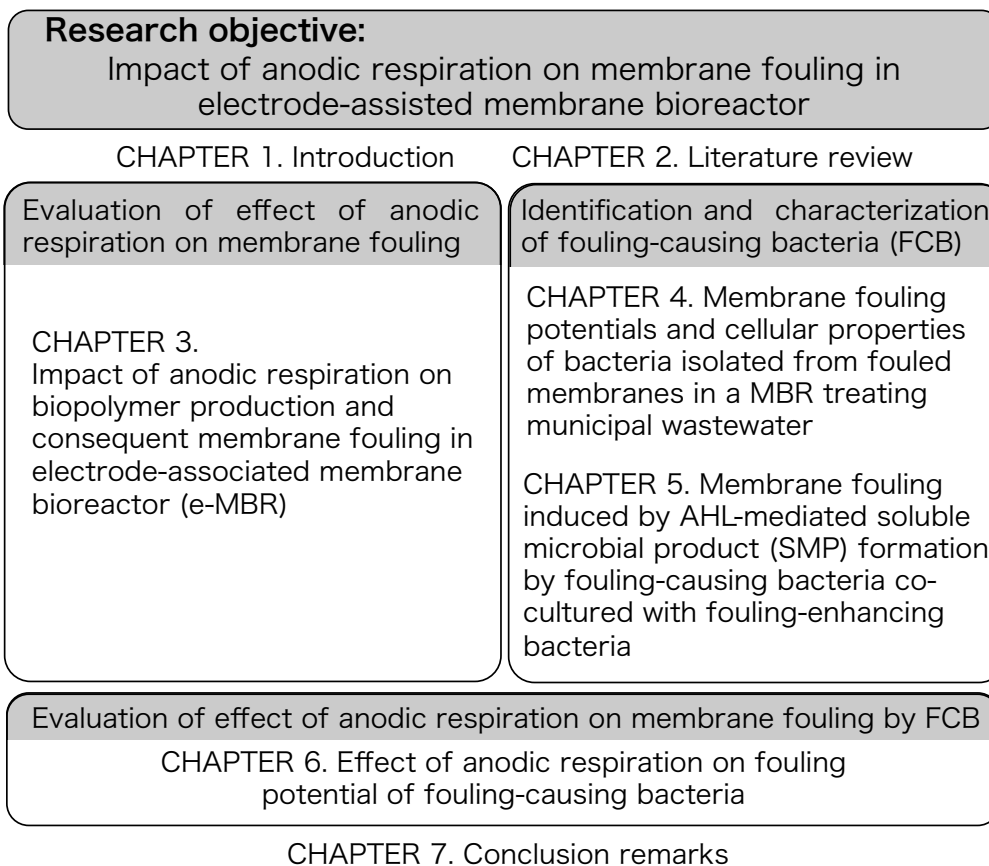 Research objective:
Impact of anodic respiration on membrane fouling in
electrode-assisted membrane bioreactor
CHAPTER 1. Introduction
CHAPTER 2. Literature review
Evaluation of effect of anodic
respiration on membrane fouling
CHAPTER 3.
Impact of anodic respiration on
biopolymer production and
consequent membrane fouling in
electrode-associated membrane
bioreactor (e-MBR)
Identification and characterization
of fouling-causing bacteria (FCB)
CHAPTER 4. Membrane fouling
potentials and cellular properties
of bacteria isolated from fouled
membranes in a MBR treating
municipal wastewater
CHAPTER 5. Membrane fouling
induced by AHL-mediated soluble
microbial product (SMP) formation
by fouling-causing bacteria co-
cultured with fouling-enhancing
bacteria
Evaluation of effect of anodic respiration on membrane fouling by FCB
CHAPTER 6. Effect of anodic respiration on fouling
potential of fouling-causing bacteria
CHAPTER 7. Conclusion remarks